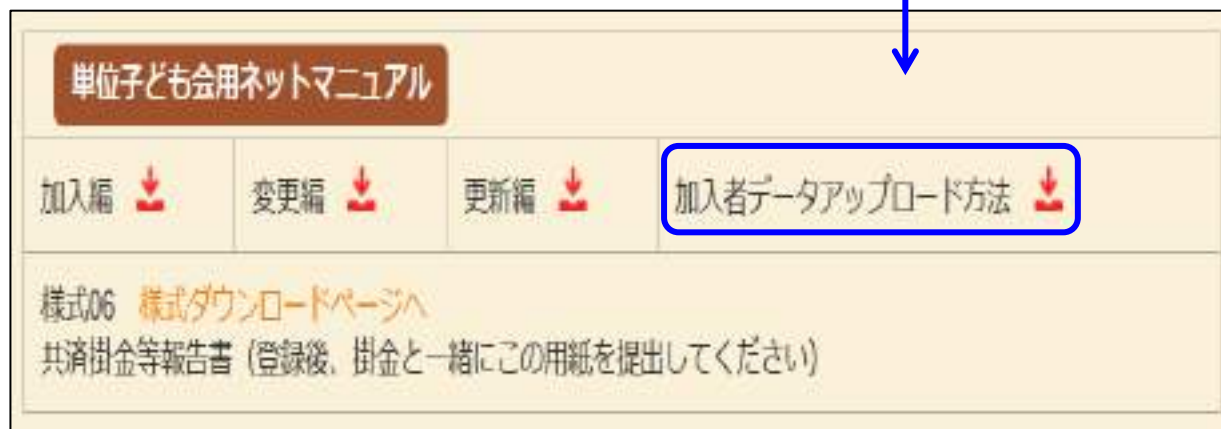 単位子ども会用ネットマニュアル
加入編
変更編
更新編
加入者データアップロード方法
様式06 様式ダウンロードページへ
共済掛金等報告書（登録後、掛金と一緒にこの用紙を提出してください）